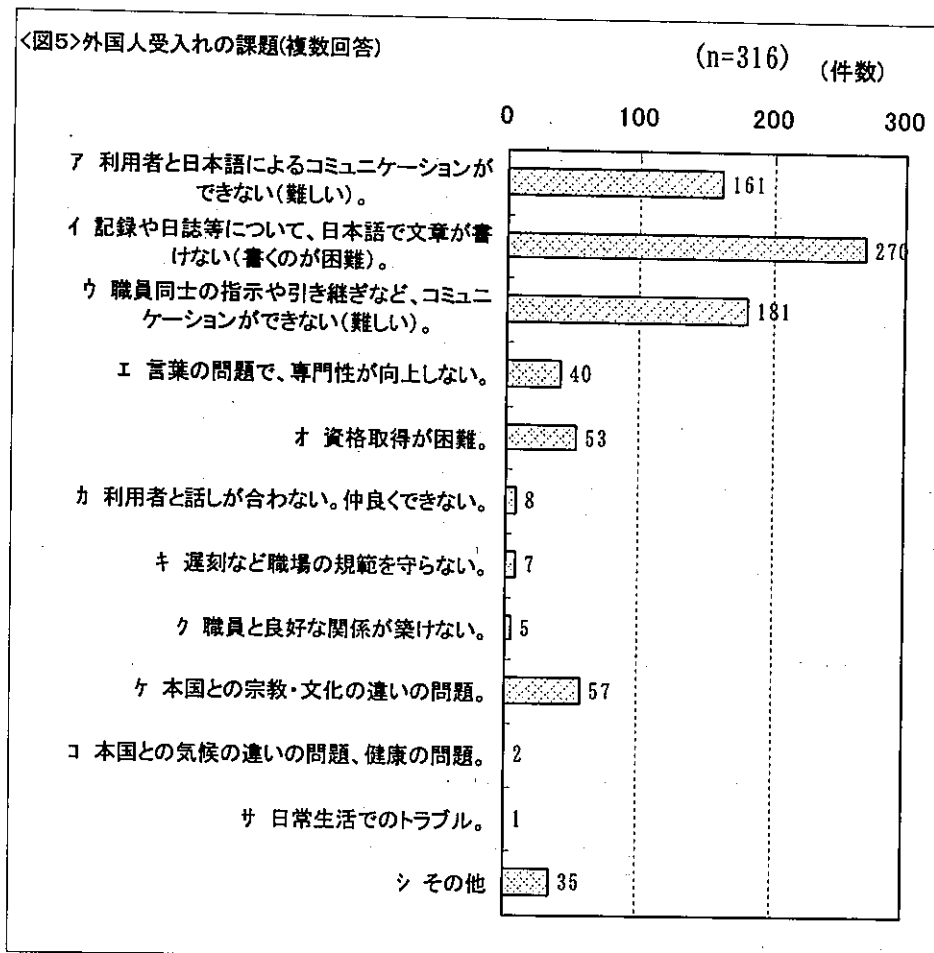 <図5>外国人受入れの課題(複数回答)
(n=316) (件数)
0 100 200 300
ア 利用者と日本語によるコミュニケーションが
できない(難しい)。
161
イ 記録や日誌等について、日本語で文章が書
けない(書くのが困難)。
270
ウ 職員同士の指示や引き継ぎなど、コミュニ
ケーションができない(難しい)。
181
エ 言葉の問題で、専門性が向上しない。
40
オ 資格取得が困難。
53
カ 利用者と話しが合わない。仲良くできない。
8
キ 遅刻など職場の規範を守らない。
7
ク 職員と良好な関係が築けない。
5
ケ 本国との宗教・文化の違いの問題。
57
コ 本国との気候の違いの問題、健康の問題。
2
サ 日常生活でのトラブル。
1
シ その他
35